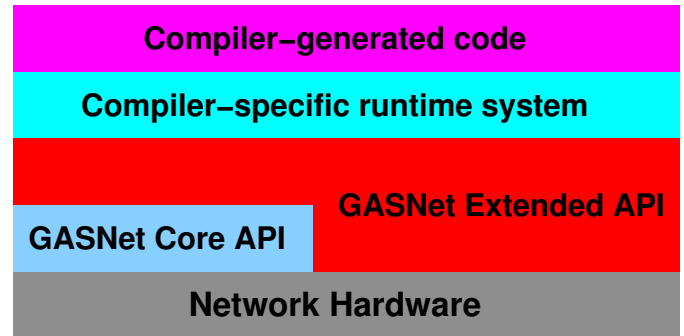 Compiler−generated code
Compiler−specific runtime system
GASNet Extended API
GASNet Core API
Network Hardware